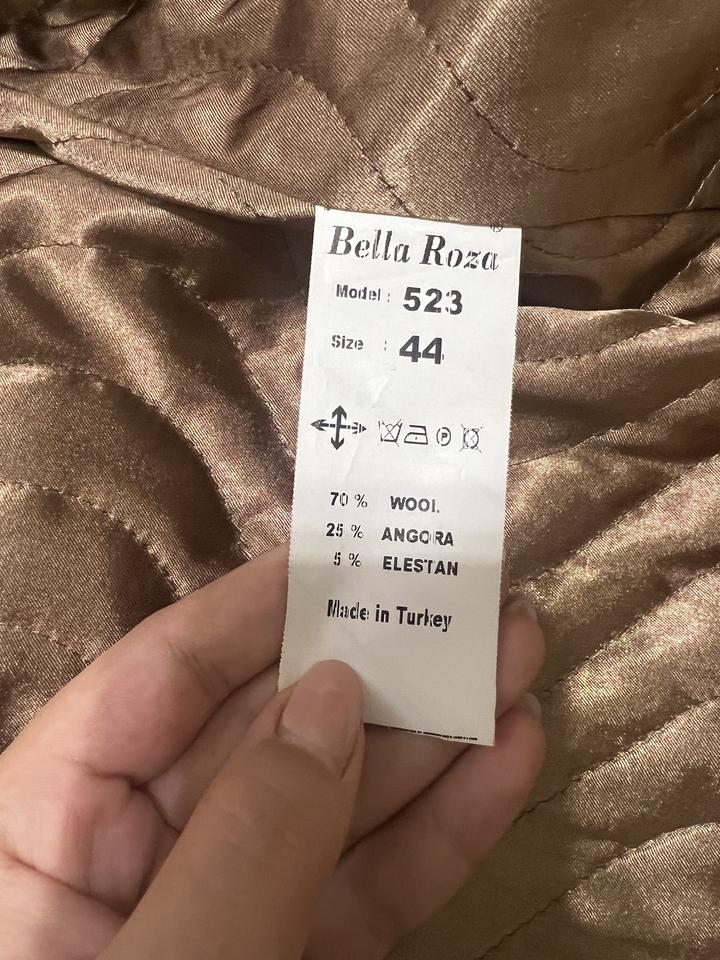 Bella Roza®
Model : 523
Size : 44
P
70 % WOOL
25 % ANGORA
5 % ELESTAN
Made in Turkey